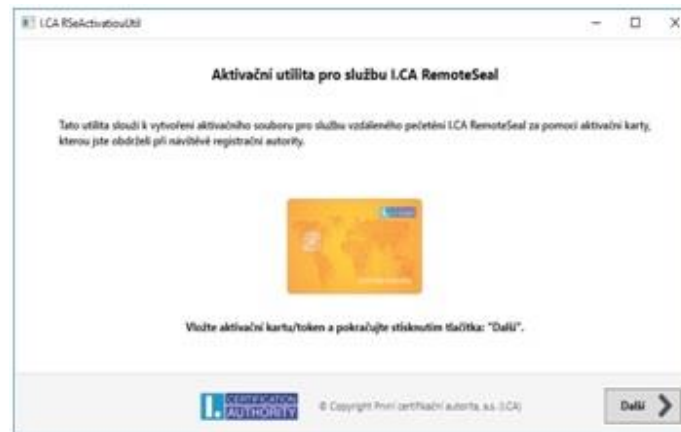 I.CA RSeActivationUtil
Aktivační utilita pro službu I.CA RemoteSeal
Tato utilita slouží k vytvoření aktivačního souboru pro službu vzdáleného pečetění I.CA RemoteSeal za pomoci aktivační karty,
kterou jste obdrželi při návštěvě registrační autority.
Vložte aktivační kartu/token a pokračujte stisknutím tlačítka: "Další".
CERTIFICATION
AUTHORITY
© Copyright První certifikační autorita, a.s. (I.CA)
Další